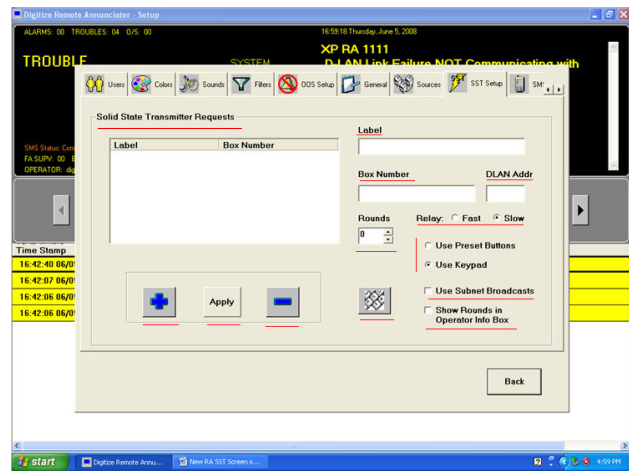 Digitize Remote Annunciator - Setup
ALARMS: 00 TROUBLES: 04 O/S: 00
16:59:18 Thursday, June 5, 2008
TROUBLE
SYSTEM
XP RA 1111
D-LAN Link Failure NOT Communicating with
Users
Colors
Sounds
Filters
OOS Setup
General
Sources
SST Setup
SM
SMS Status: Con
FA SUPV: 00
OPERATOR: dig
Solid State Transmitter Requests
Label Box Number
Label
Box Number DLAN Addr
Rounds Relay: Fast Slow
0
Use Preset Buttons
Use Keypad
Use Subnet Broadcasts
Show Rounds in
Operator Info Box
Apply
Back
Time Stamp
16:42:40 06/0
16:42:07 06/0
16:42:06 06/0
16:42:06 06/0
start
Digitize Remote Annu...
New RA SST Screen s...
4:59 PM